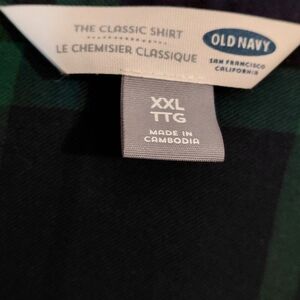 THE CLASSIC SHIRT
LE CHEMISIER CLASSIQUE
OLD NAVY
SAN FRANCISCO
CALIFORNIA
XXL
TTG
MADE IN
CAMBODIA